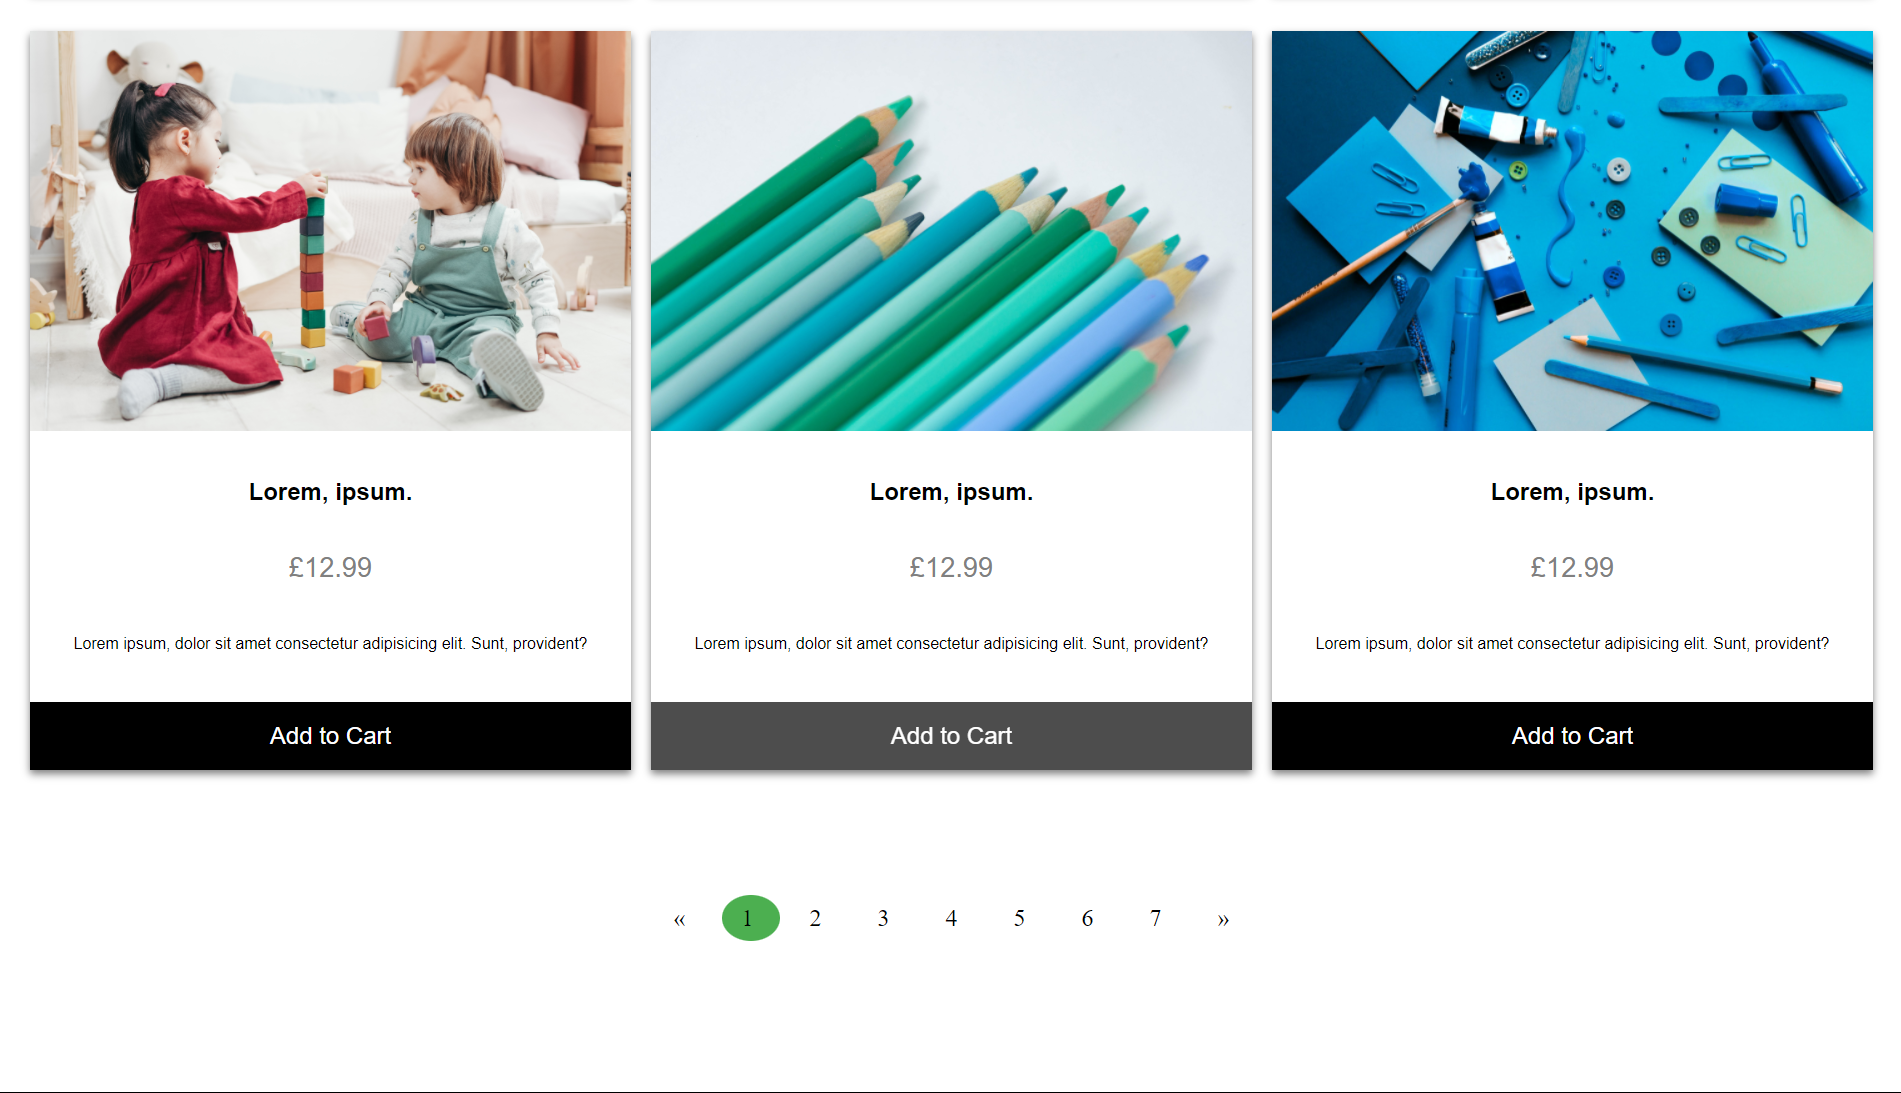 Lorem, ipsum.
£12.99
Lorem ipsum, dolor sit amet consectetur adipisicing elit. Sunt, provident?
Add to Cart
Lorem, ipsum.
£12.99
Lorem ipsum, dolor sit amet consectetur adipisicing elit. Sunt, provident?
Add to Cart
Lorem, ipsum.
£12.99
Lorem ipsum, dolor sit amet consectetur adipisicing elit. Sunt, provident?
Add to Cart
« 1 2 3 4 5 6 7 »